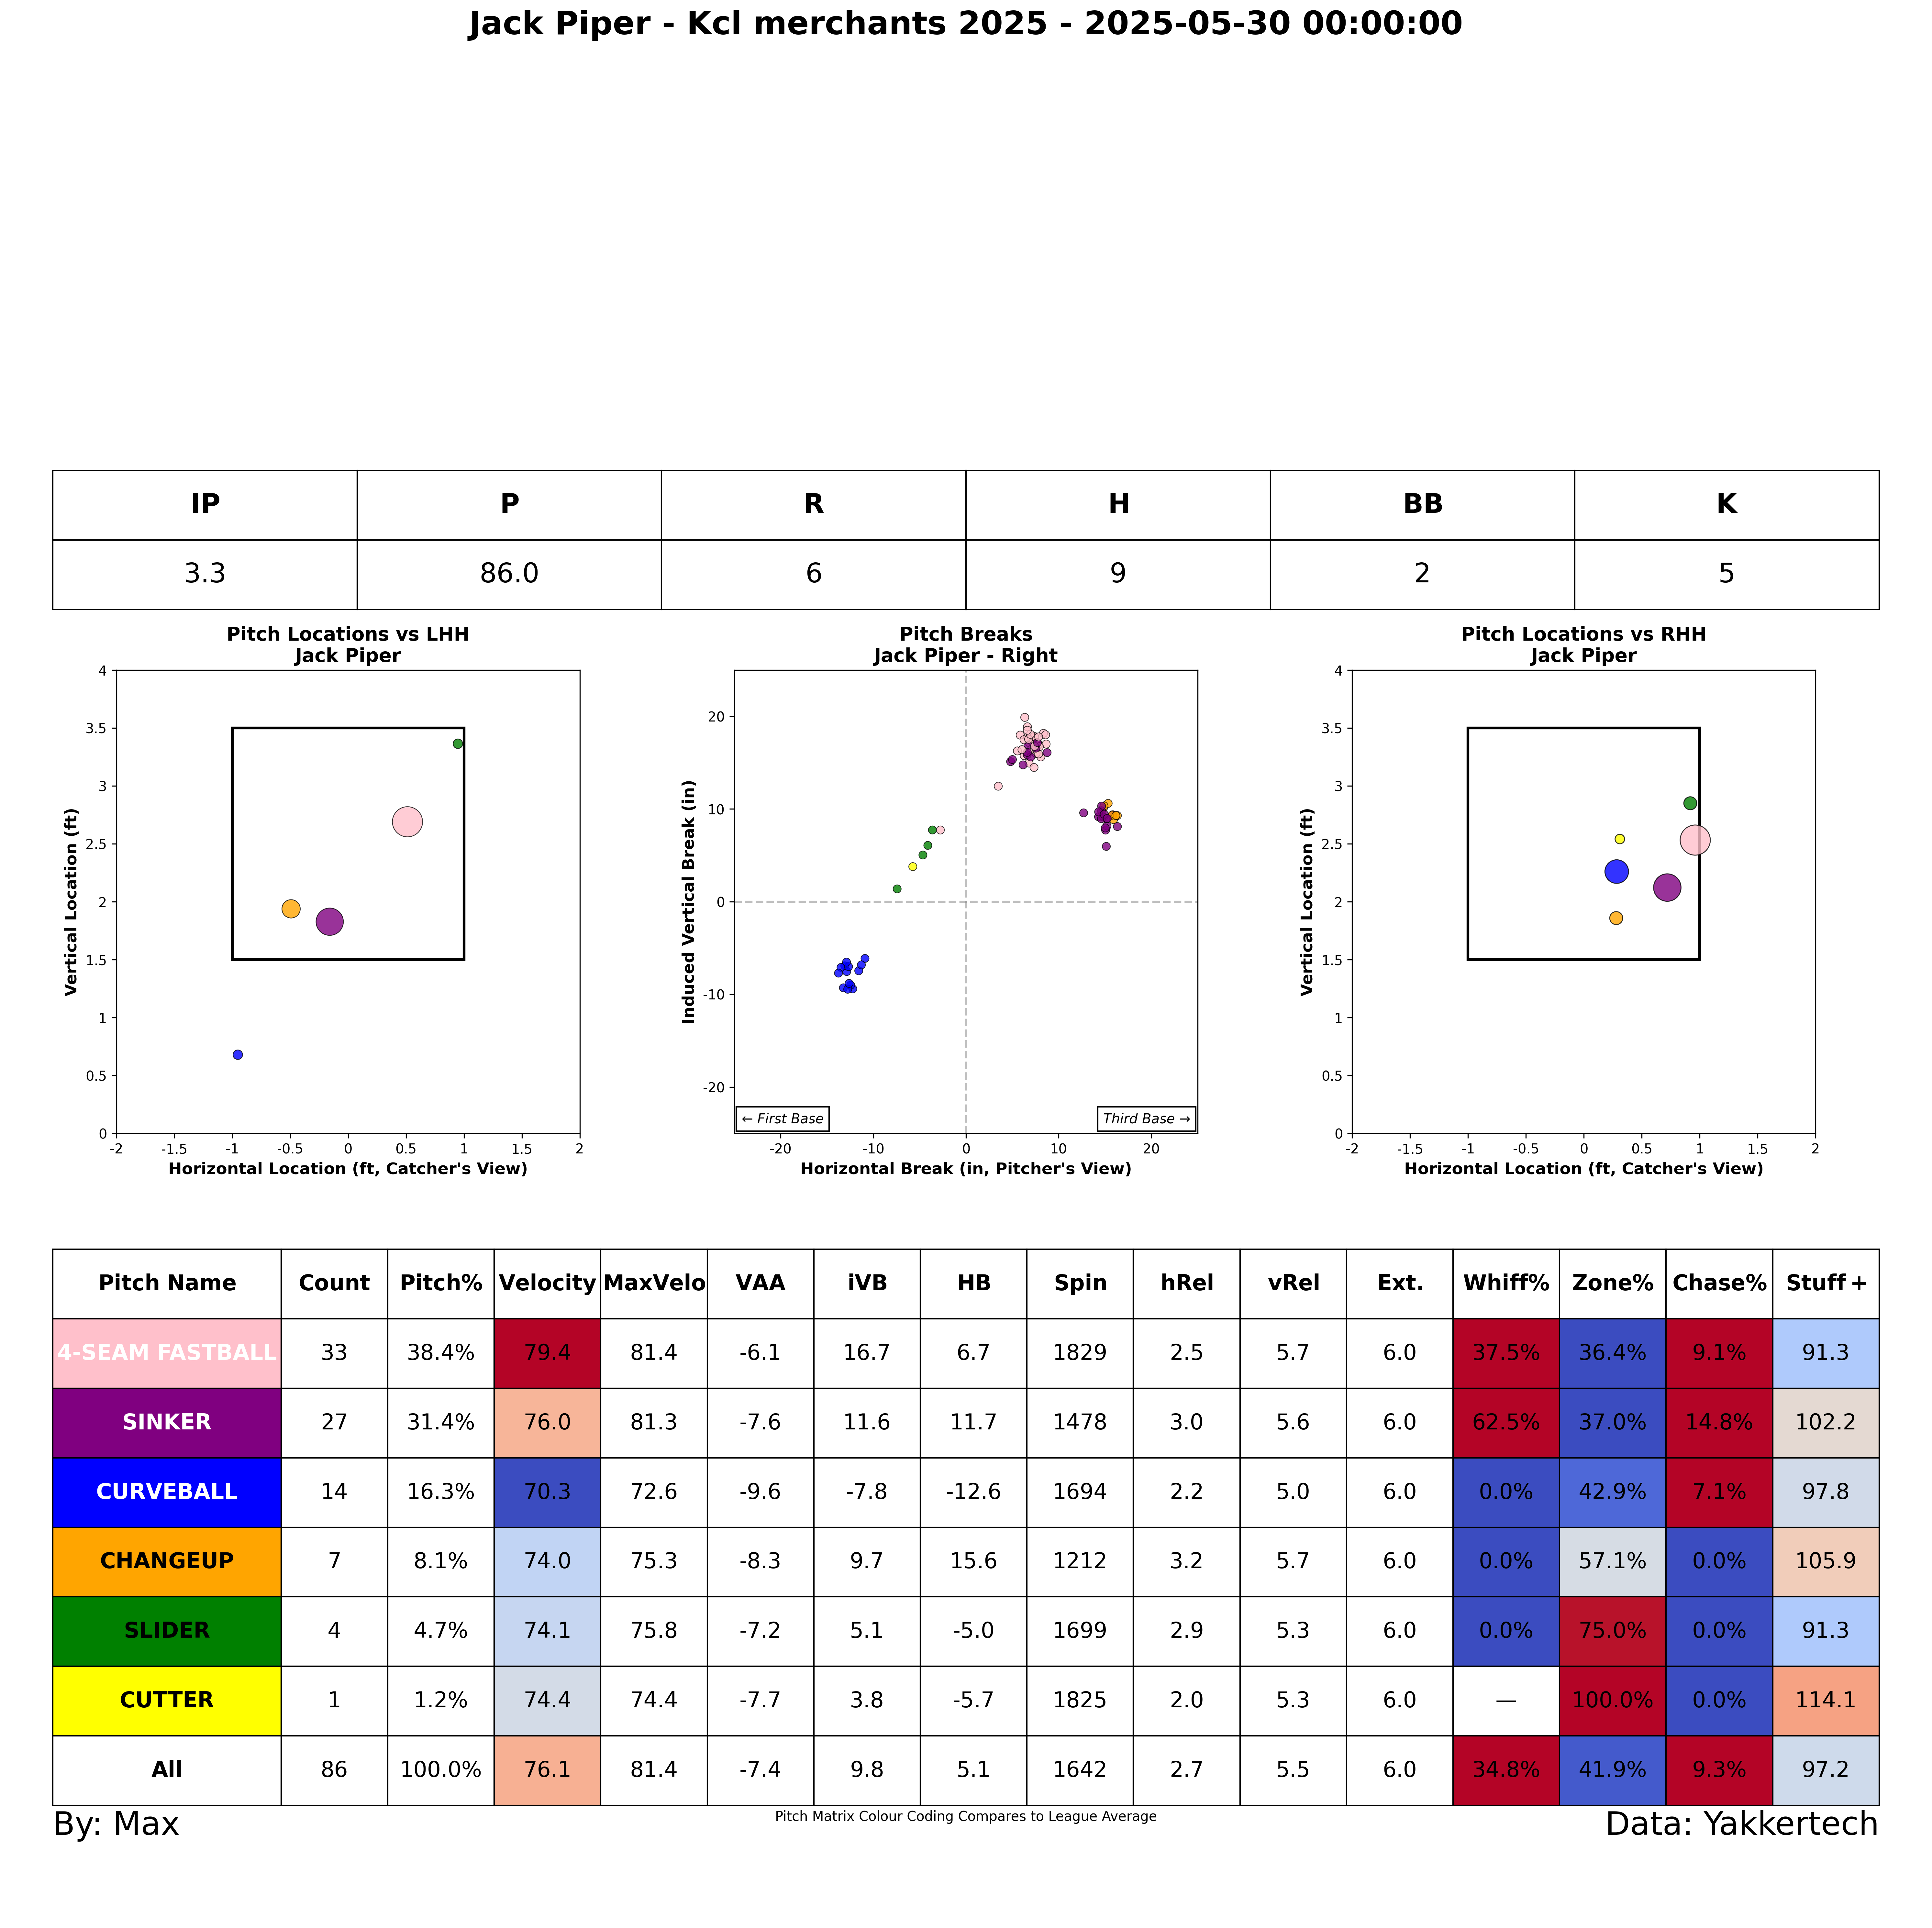 Jack Piper - Kcl merchants 2025 - 2025-05-30 00:00:00
IP P R H BB K
3.3 86.0 6 9 2 5
Pitch Locations vs LHH
Jack Piper
4
3.5
3
2.5
2
1.5
1
0.5
0
-2 -1.5 -1 -0.5 0 0.5 1 1.5 2
Vertical Location (ft)
Horizontal Location (ft, Catcher's View)
Pitch Breaks
Jack Piper - Right
20
10
0
-10
-20
← First Base Third Base →
-20 -10 0 10 20
Induced Vertical Break (in)
Horizontal Break (in, Pitcher's View)
Pitch Locations vs RHH
Jack Piper
4
3.5
3
2.5
2
1.5
1
0.5
0
-2 -1.5 -1 -0.5 0 0.5 1 1.5 2
Vertical Location (ft)
Horizontal Location (ft, Catcher's View)
Pitch Name Count Pitch% Velocity MaxVelo VAA iVB HB Spin hRel vRel Ext. Whiff% Zone% Chase% Stuff+
4-SEAM FASTBALL 33 38.4% 79.4 81.4 -6.1 16.7 6.7 1829 2.5 5.7 6.0 37.5% 36.4% 9.1% 91.3
SINKER 27 31.4% 76.0 81.3 -7.6 11.6 11.7 1478 3.0 5.6 6.0 62.5% 37.0% 14.8% 102.2
CURVEBALL 14 16.3% 70.3 72.6 -9.6 -7.8 -12.6 1694 2.2 5.0 6.0 0.0% 42.9% 7.1% 97.8
CHANGEUP 7 8.1% 74.0 75.3 -8.3 9.7 15.6 1212 3.2 5.7 6.0 0.0% 57.1% 0.0% 105.9
SLIDER 4 4.7% 74.1 75.8 -7.2 5.1 -5.0 1699 2.9 5.3 6.0 0.0% 75.0% 0.0% 91.3
CUTTER 1 1.2% 74.4 74.4 -7.7 3.8 -5.7 1825 2.0 5.3 6.0 — 100.0% 0.0% 114.1
All 86 100.0% 76.1 81.4 -7.4 9.8 5.1 1642 2.7 5.5 6.0 34.8% 41.9% 9.3% 97.2
By: Max
Pitch Matrix Colour Coding Compares to League Average
Data: Yakkertech